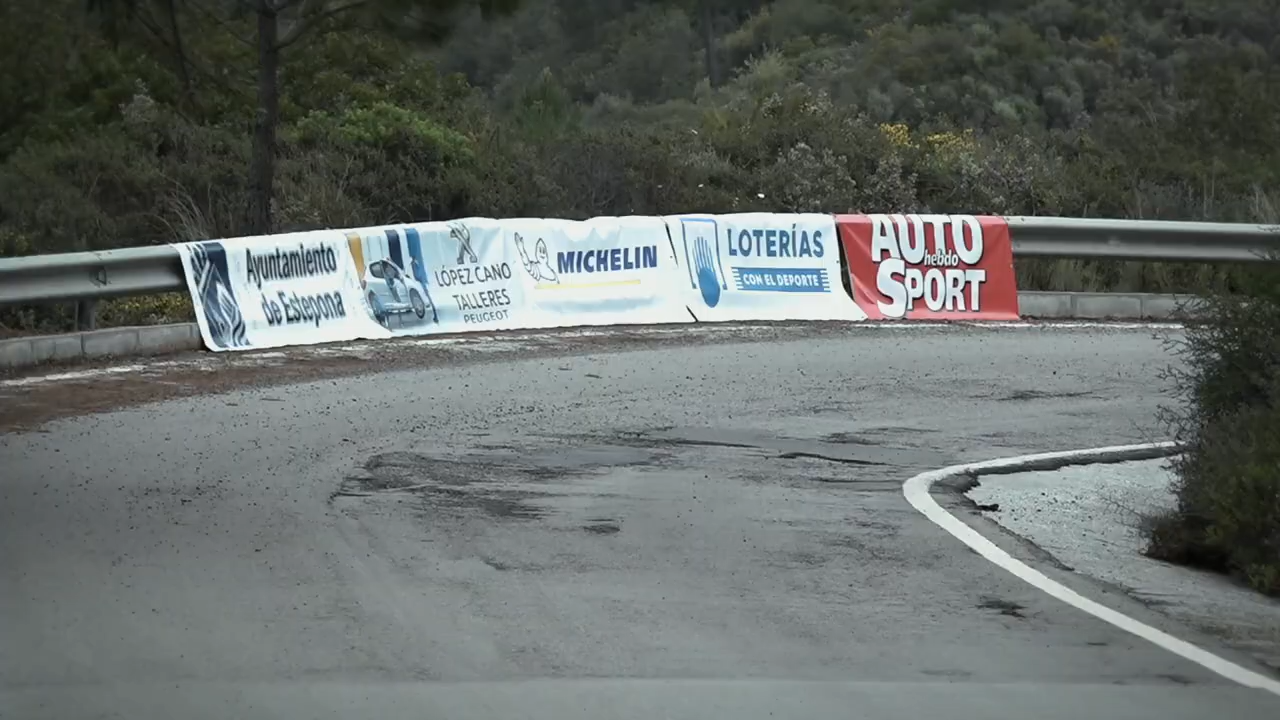 Ayuntamiento
de Estepona
LÓPEZ CANO
TALLERES
PEUGEOT
MICHELIN
LOTERÍAS
CON EL DEPORTE
AUTO
hebdo
SPORT